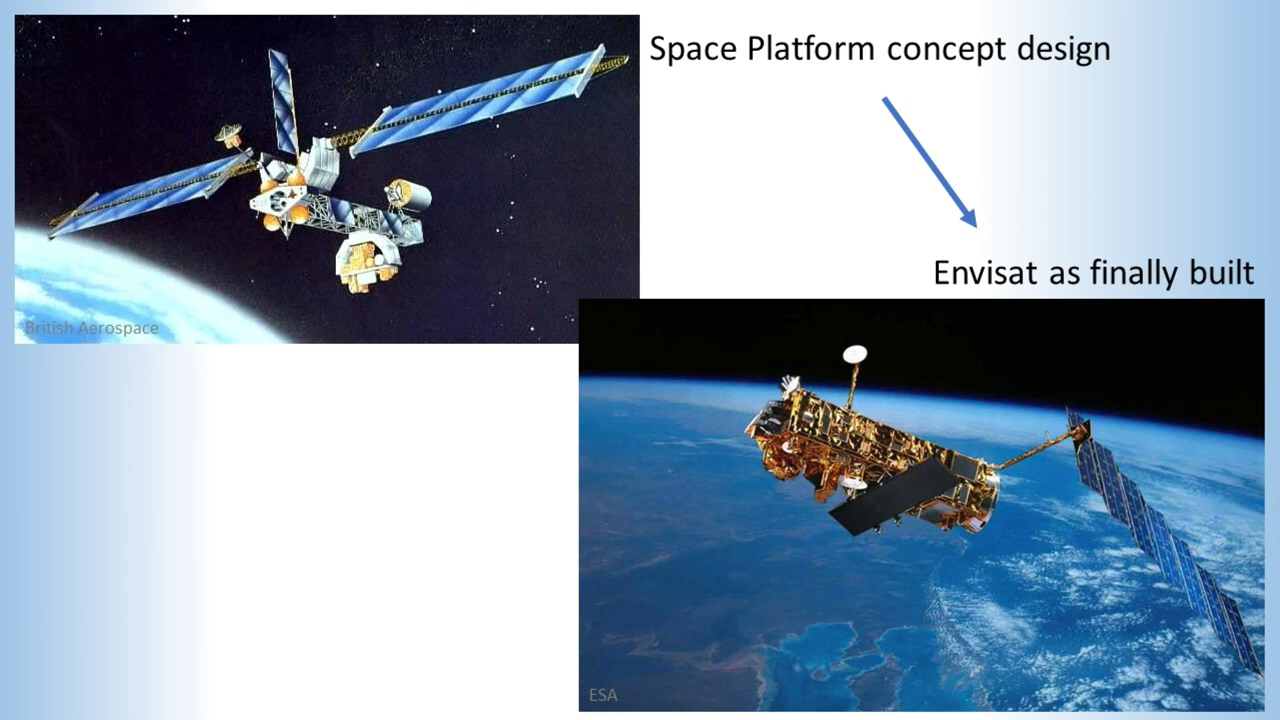 Space Platform concept design
Envisat as finally built
British Aerospace
ESA